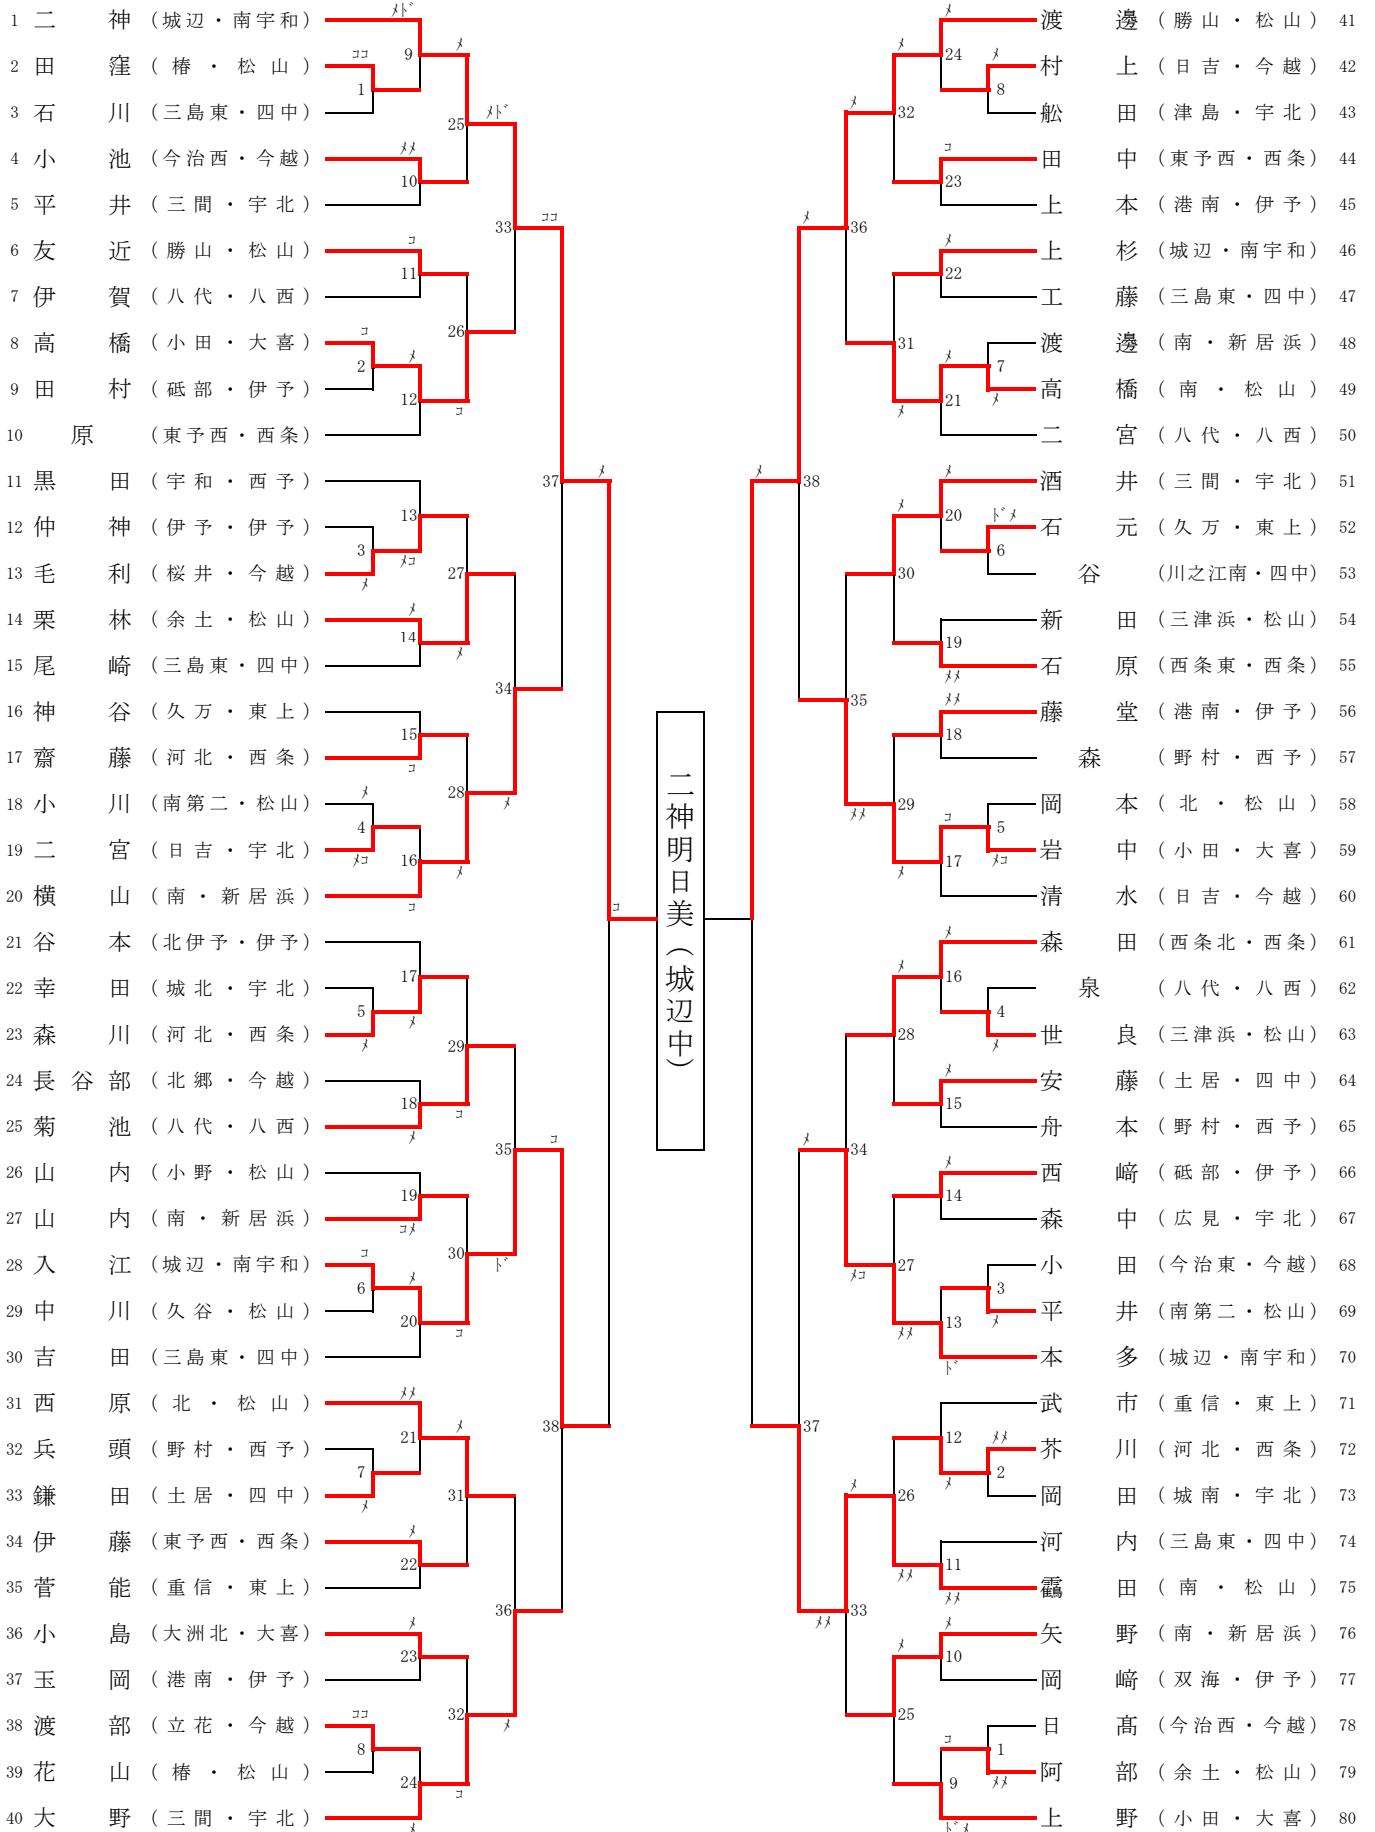 1 二神 (城辺・南宇和)
2 田窪 (椿・松山)
3 石川 (三島東・四中)
4 小池 (今治西・今越)
5 平井 (三間・宇北)
6 友近 (勝山・松山)
7 伊賀 (八代・八西)
8 高橋 (小田・大喜)
9 田村 (砥部・伊予)
10 原 (東予西・西条)
11 黒田 (宇和・西予)
12 仲神 (伊予・伊予)
13 毛利 (桜井・今越)
14 栗林 (余土・松山)
15 尾崎 (三島東・四中)
16 神谷 (久万・東上)
17 齋藤 (河北・西条)
18 小川 (南第二・松山)
19 二宮 (日吉・宇北)
20 横山 (南・新居浜)
21 谷本 (北伊予・伊予)
22 幸田 (城北・宇北)
23 森川 (河北・西条)
24 長谷部 (北郷・今越)
25 菊池 (八代・八西)
26 山内 (小野・松山)
27 山内 (南・新居浜)
28 入江 (城辺・南宇和)
29 中川 (久谷・松山)
30 吉田 (三島東・四中)
31 西原 (北・松山)
32 兵頭 (野村・西予)
33 鎌田 (土居・四中)
34 伊藤 (東予西・西条)
35 菅能 (重信・東上)
36 小島 (大洲北・大喜)
37 玉岡 (港南・伊予)
38 渡部 (立花・今越)
39 花山 (椿・松山)
40 大野 (三間・宇北)
二神明日美(城辺中)
渡邊 (勝山・松山) 41
村上 (日吉・今越) 42
舩田 (津島・宇北) 43
田中 (東予西・西条) 44
上本 (港南・伊予) 45
上杉 (城辺・南宇和) 46
工藤 (三島東・四中) 47
渡邊 (南・新居浜) 48
高橋 (南・松山) 49
二宮 (八代・八西) 50
酒井 (三間・宇北) 51
石元 (久万・東上) 52
谷 (川之江南・四中) 53
新田 (三津浜・松山) 54
石原 (西条東・西条) 55
藤堂 (港南・伊予) 56
森 (野村・西予) 57
岡本 (北・松山) 58
岩中 (小田・大喜) 59
清水 (日吉・今越) 60
森田 (西条北・西条) 61
泉 (八代・八西) 62
世良 (三津浜・松山) 63
安藤 (土居・四中) 64
舟本 (野村・西予) 65
西﨑 (砥部・伊予) 66
森中 (広見・宇北) 67
小田 (今治東・今越) 68
平井 (南第二・松山) 69
本多 (城辺・南宇和) 70
武市 (重信・東上) 71
芥川 (河北・西条) 72
岡田 (城南・宇北) 73
河内 (三島東・四中) 74
靍田 (南・松山) 75
矢野 (南・新居浜) 76
岡﨑 (双海・伊予) 77
日髙 (今治西・今越) 78
阿部 (余土・松山) 79
上野 (小田・大喜) 80